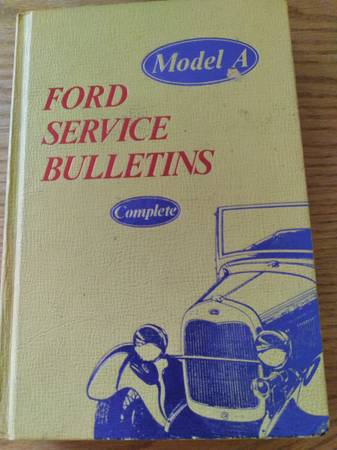 Model A
FORD
SERVICE
BULLETINS
Complete